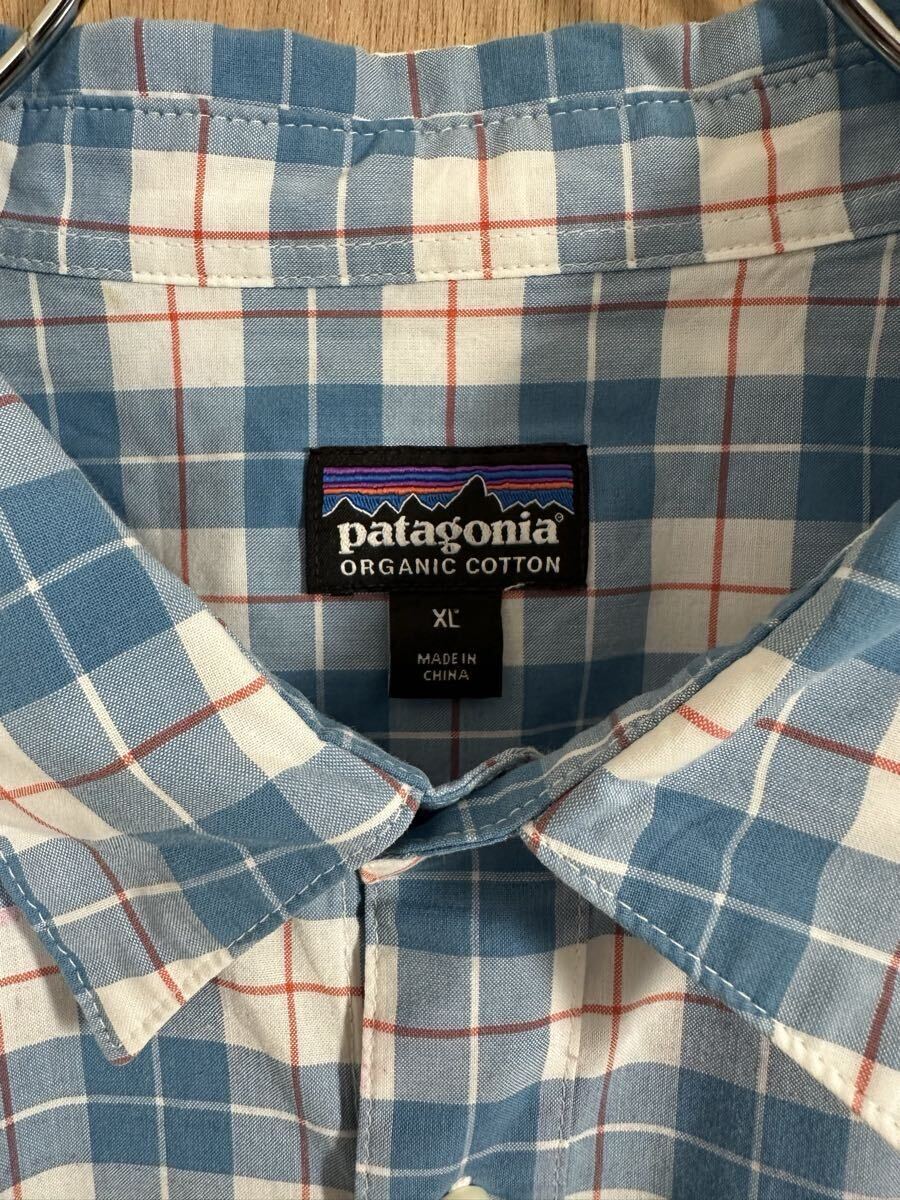 patagonia®
ORGANIC COTTON
XL
MADE IN
CHINA